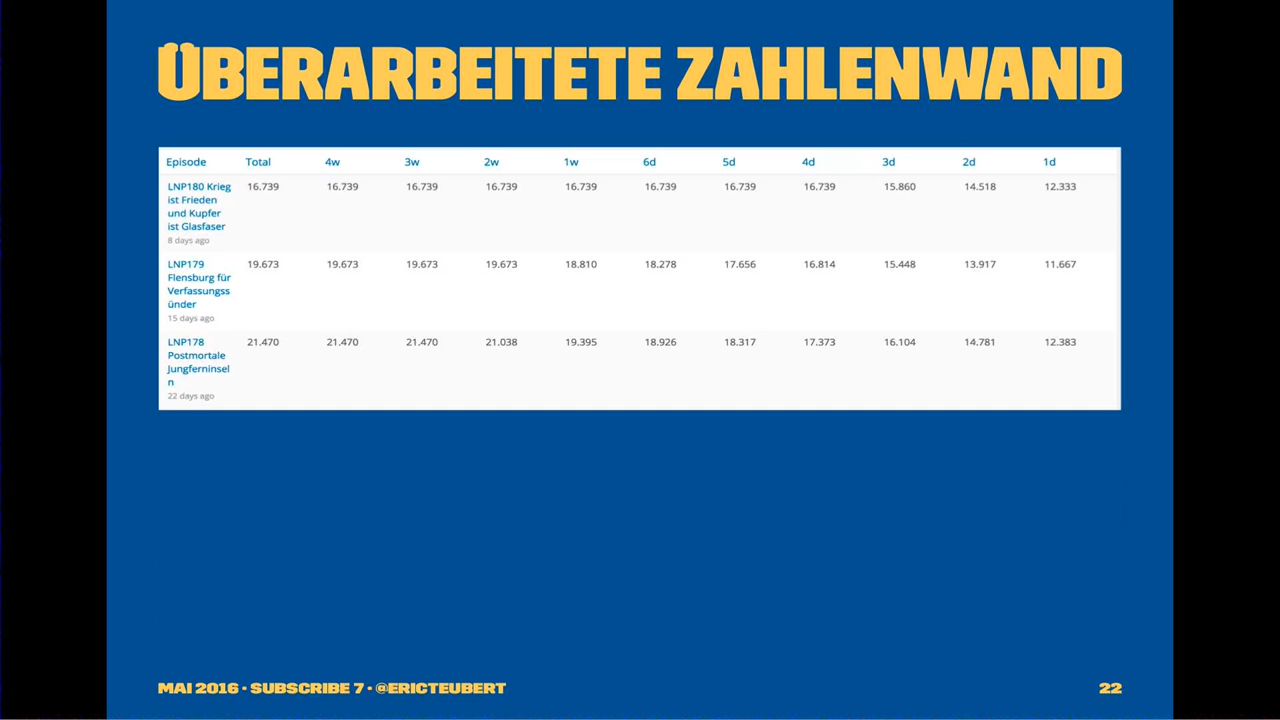 ÜBERARBEITETE ZAHLENWAND
Episode Total 4w 3w 2w 1w 6d 5d 4d 3d 2d 1d
LNP180 Krieg 16.739 16.739 16.739 16.739 16.739 16.739 16.739 16.739 15.860 14.518 12.333
ist Frieden
und Kupfer
ist Glasfaser
8 days ago
LNP179 19.673 19.673 19.673 19.673 18.810 18.278 17.656 16.814 15.448 13.917 11.667
Flensburg für
Verfassungss
ünder
15 days ago
LNP178 21.470 21.470 21.470 21.038 19.395 18.926 18.317 17.373 16.104 14.781 12.383
Postmortale
Jungferninsel
n
22 days ago
MAI 2016 · SUBSCRIBE 7 · @ERICTEUBERT 22